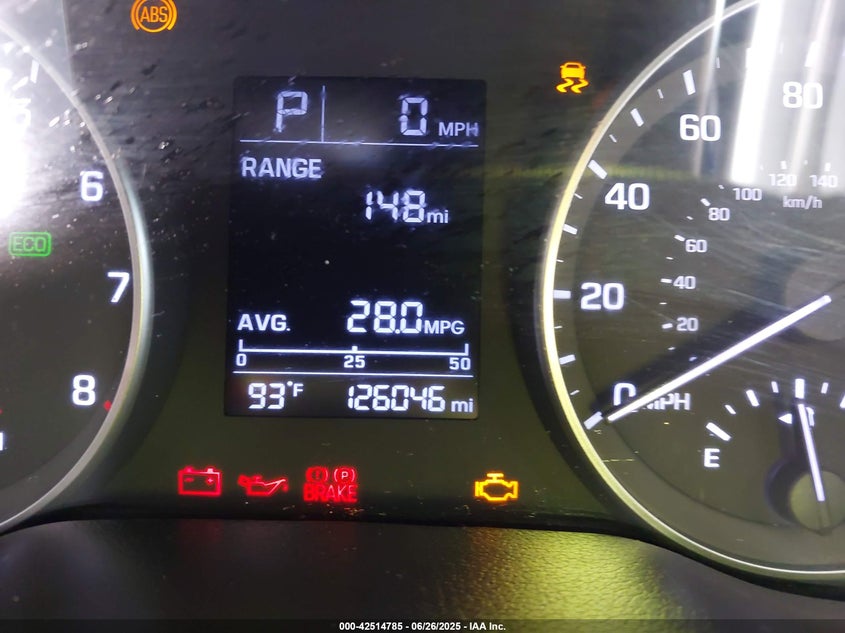 ABS
P 0 MPH
RANGE
148 mi
AVG. 28.0 MPG
0 25 50
93°F 126046 mi
6
ECO
7
8
80
60
40
20
0 MPH
140
120
100
km/h
80
60
40
20
E
(P)
BRAKE
000-42514785 - 06/26/2025 - IAA Inc.